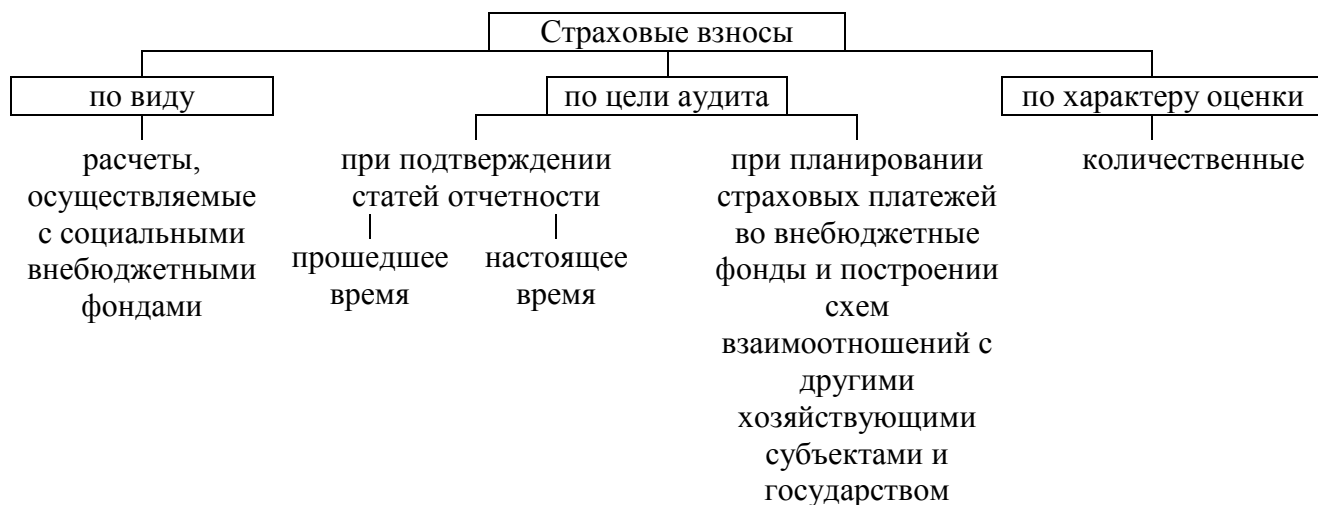 Страховые взносы
по виду
по цели аудита
по характеру оценки
расчеты,
осуществляемые
с социальными
внебюджетными
фондами
при подтверждении
статей отчетности
прошедшее
время
настоящее
время
при планировании
страховых платежей
во внебюджетные
фонды и построении
схем
взаимоотношений с
другими
хозяйствующими
субъектами и
государством
количественные